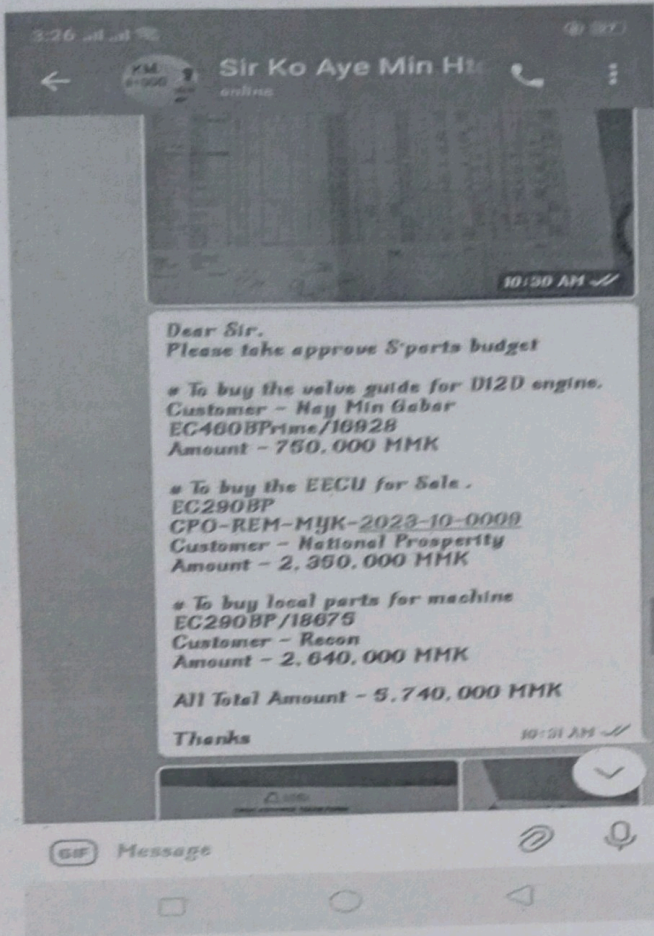 3:26
Sir Ko Aye Min Ht
online
10:30 AM
Dear Sir.
Please take approve S'parts budget
# To buy the valve guide for D12D engine.
Customer - Nay Min Gabar
EC460BPrime/16928
Amount - 750,000 MMK
# To buy the EECU for Sale .
EC290BP
CPO-REM-MYK-2023-10-0009
Customer - National Prosperity
Amount - 2,350,000 MMK
# To buy local parts for machine
EC290BP/18675
Customer - Recon
Amount - 2,640,000 MMK
All Total Amount - 5,740,000 MMK
Thanks
10:31 AM
GIF Message